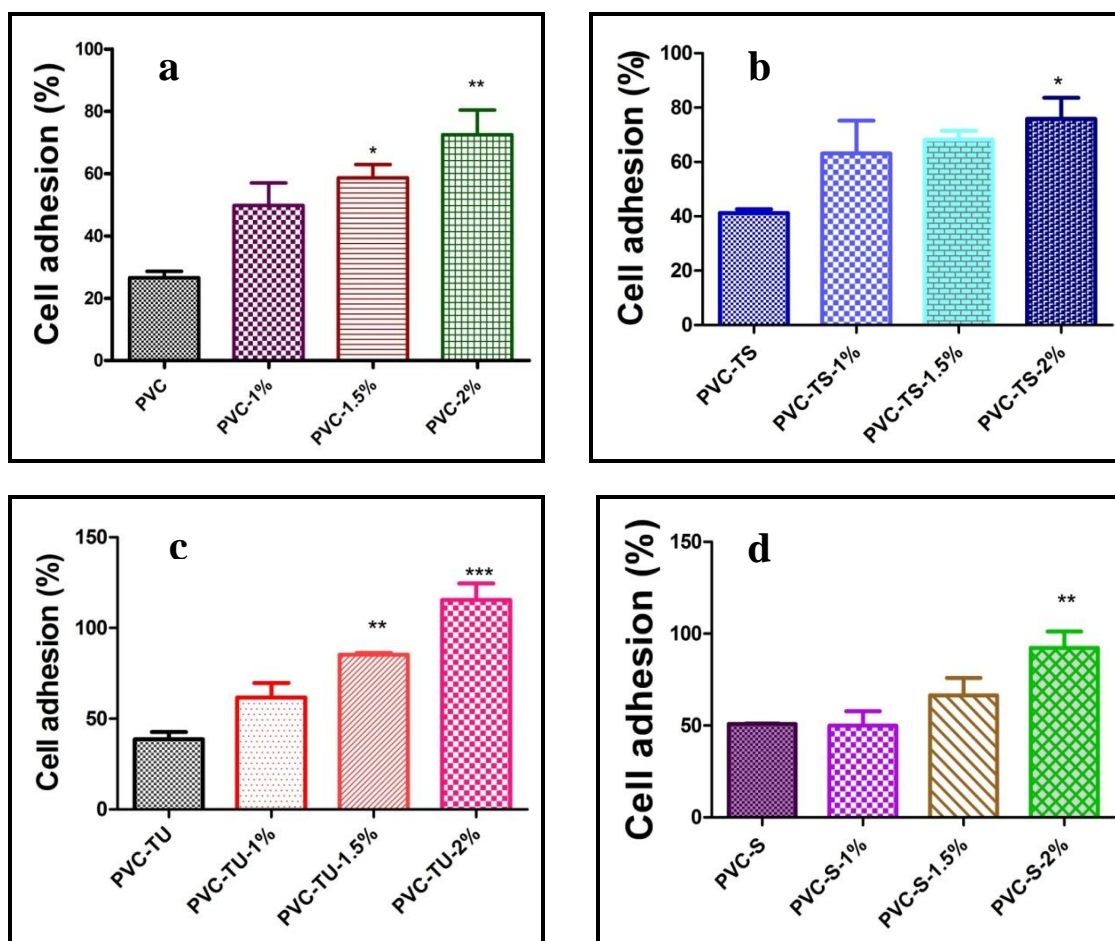 a
Cell adhesion (%)
100
80
60
40
20
0
*
**
PVC
PVC-1%
PVC-1.5%
PVC-2%
b
Cell adhesion (%)
100
80
60
40
20
0
*
PVC-TS
PVC-TS-1%
PVC-TS-1.5%
PVC-TS-2%
c
Cell adhesion (%)
150
100
50
0
**
***
PVC-TU
PVC-TU-1%
PVC-TU-1.5%
PVC-TU-2%
d
Cell adhesion (%)
150
100
50
0
**
PVC-S
PVC-S-1%
PVC-S-1.5%
PVC-S-2%